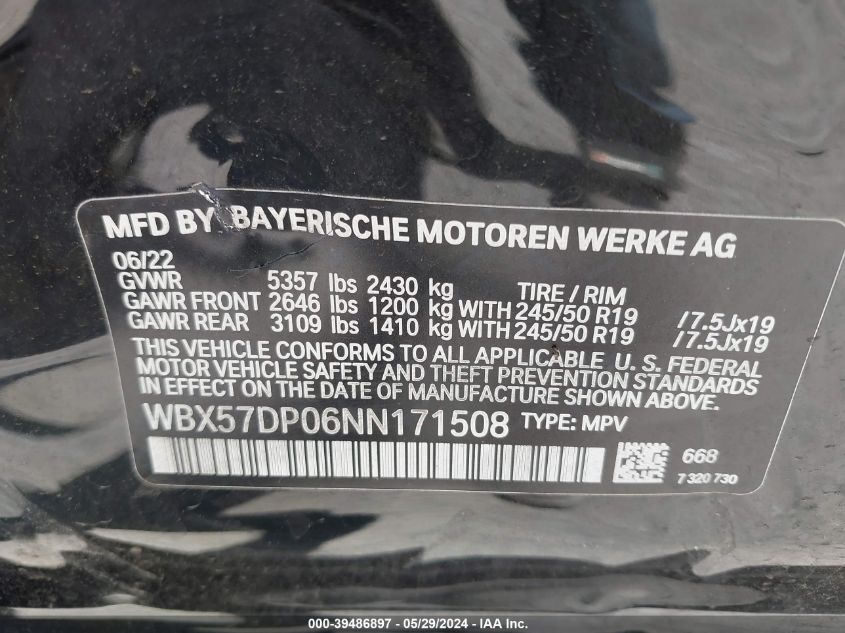 MFD BY BAYERISCHE MOTOREN WERKE AG
06/22
GVWR 5357 lbs 2430 kg TIRE / RIM
GAWR FRONT 2646 lbs 1200 kg WITH 245/50 R19 /7.5Jx19
GAWR REAR 3109 lbs 1410 kg WITH 245/50 R19 /7.5Jx19
THIS VEHICLE CONFORMS TO ALL APPLICABLE U. S. FEDERAL
MOTOR VEHICLE SAFETY AND THEFT PREVENTION STANDARDS
IN EFFECT ON THE DATE OF MANUFACTURE SHOWN ABOVE.
WBX57DP06NN171508 TYPE: MPV
668
7 320 730
000-39486897 - 05/29/2024 - IAA Inc.